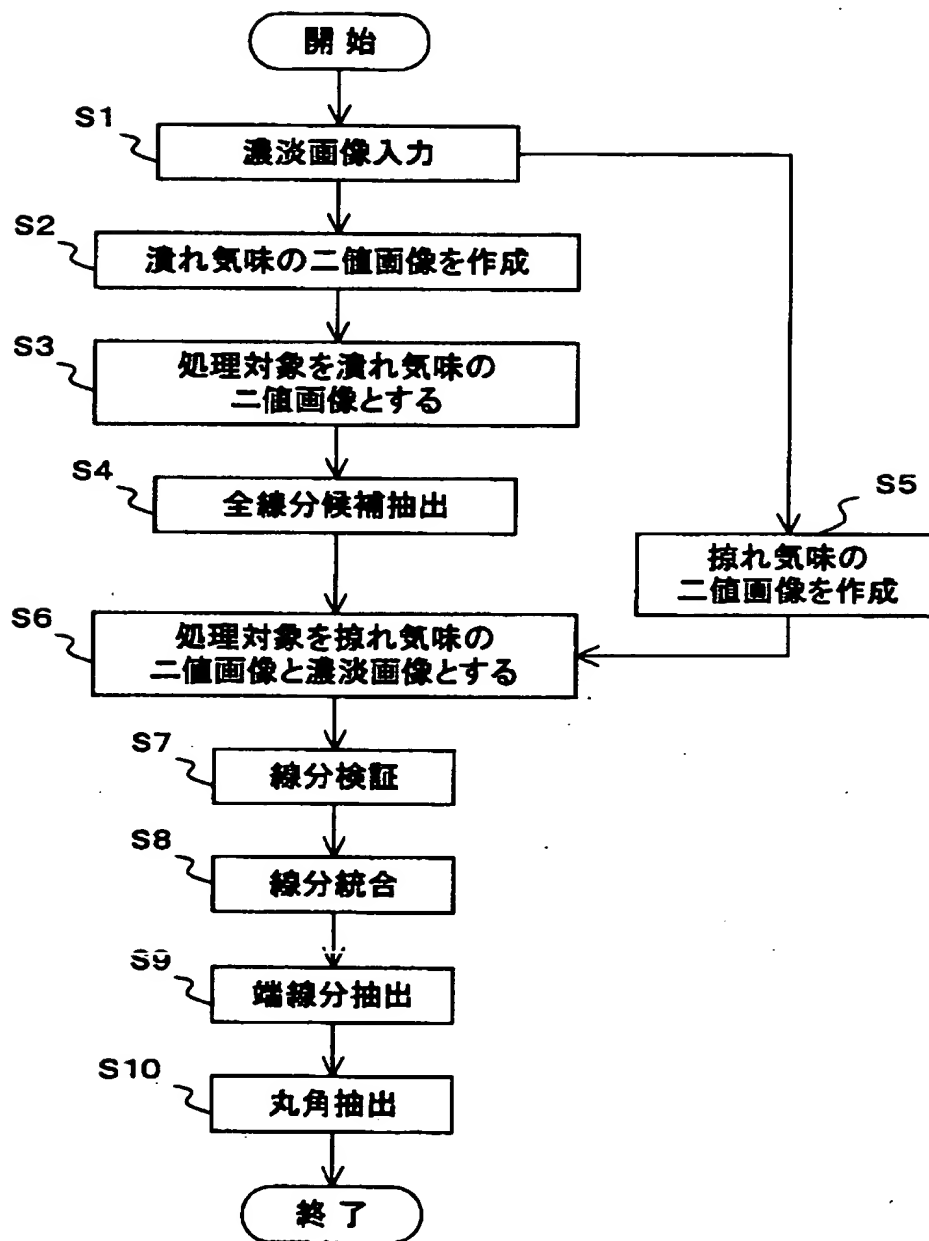 開始
S1
濃淡画像入力
S2
潰れ気味の二値画像を作成
S3
処理対象を潰れ気味の
二値画像とする
S4
全線分候補抽出
S5
掠れ気味の
二値画像を作成
S6
処理対象を掠れ気味の
二値画像と濃淡画像とする
S7
線分検証
S8
線分統合
S9
端線分抽出
S10
丸角抽出
終了